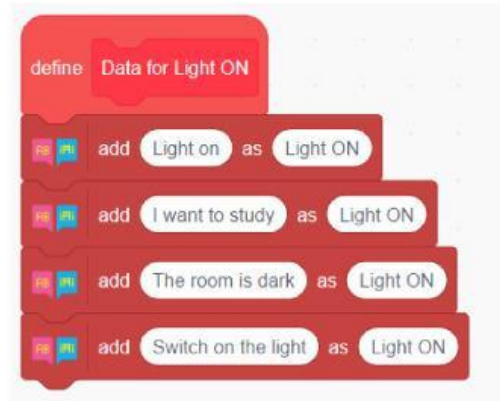 define Data for Light ON
add Light on as Light ON
add I want to study as Light ON
add The room is dark as Light ON
add Switch on the light as Light ON